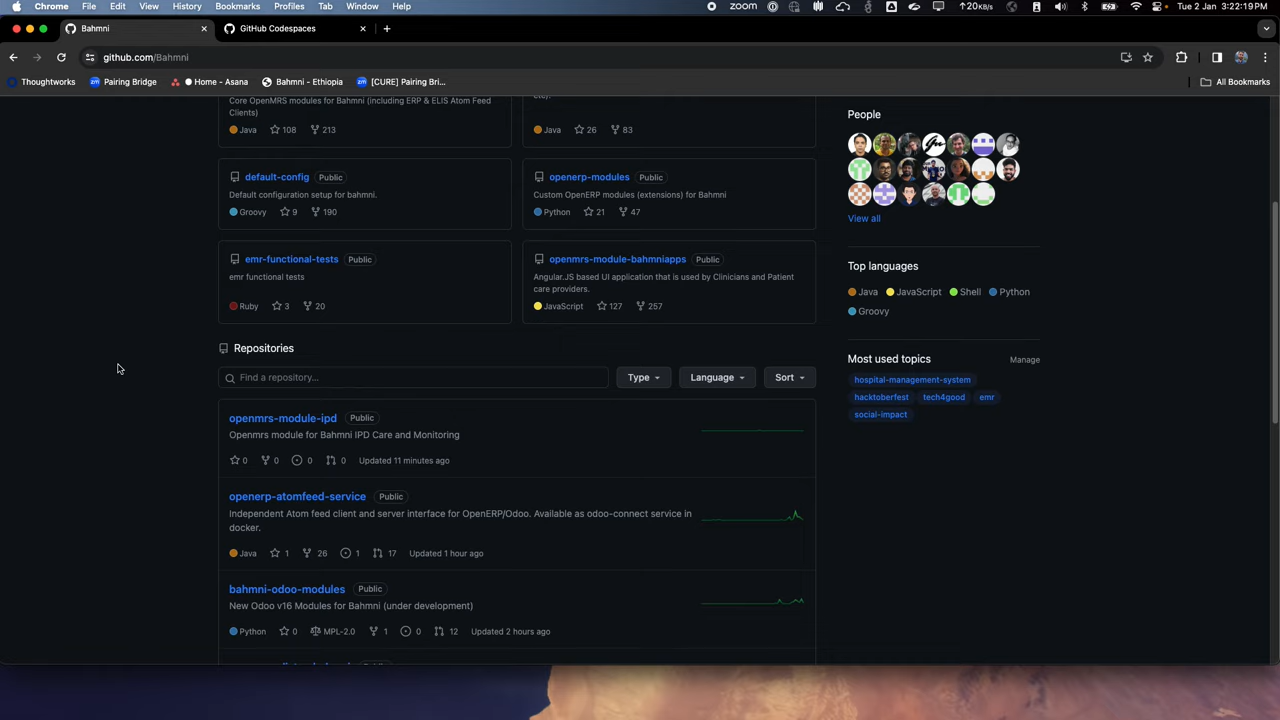 Chrome File Edit View History Bookmarks Profiles Tab Window Help zoom 20KB/s A Tue 2 Jan 3:22:19 PM
Bahmni GitHub Codespaces
github.com/Bahmni
Thoughtworks Pairing Bridge Home - Asana Bahmni - Ethiopia [CURE] Pairing Bri... All Bookmarks
Core OpenMRS modules for Bahmni (including ERP & ELIS Atom Feed
Clients)
Java 108 213
etc).
Java 26 83
default-config Public
Default configuration setup for bahmni.
Groovy 9 190
openerp-modules Public
Custom OpenERP modules (extensions) for Bahmni
Python 21 47
emr-functional-tests Public
emr functional tests
Ruby 3 20
openmrs-module-bahmniapps Public
Angular.JS based UI application that is used by Clinicians and Patient
care providers.
JavaScript 127 257
Repositories
Find a repository... Type Language Sort
openmrs-module-ipd Public
Openmrs module for Bahmni IPD Care and Monitoring
0 0 0 0 Updated 11 minutes ago
openerp-atomfeed-service Public
Independent Atom feed client and server interface for OpenERP/Odoo. Available as odoo-connect service in
docker.
Java 1 26 1 17 Updated 1 hour ago
bahmni-odoo-modules Public
New Odoo v16 Modules for Bahmni (under development)
Python 0 MPL-2.0 1 0 12 Updated 2 hours ago
People
View all
Top languages
Java JavaScript Shell Python
Groovy
Most used topics Manage
hospital-management-system
hacktoberfest tech4good emr
social-impact